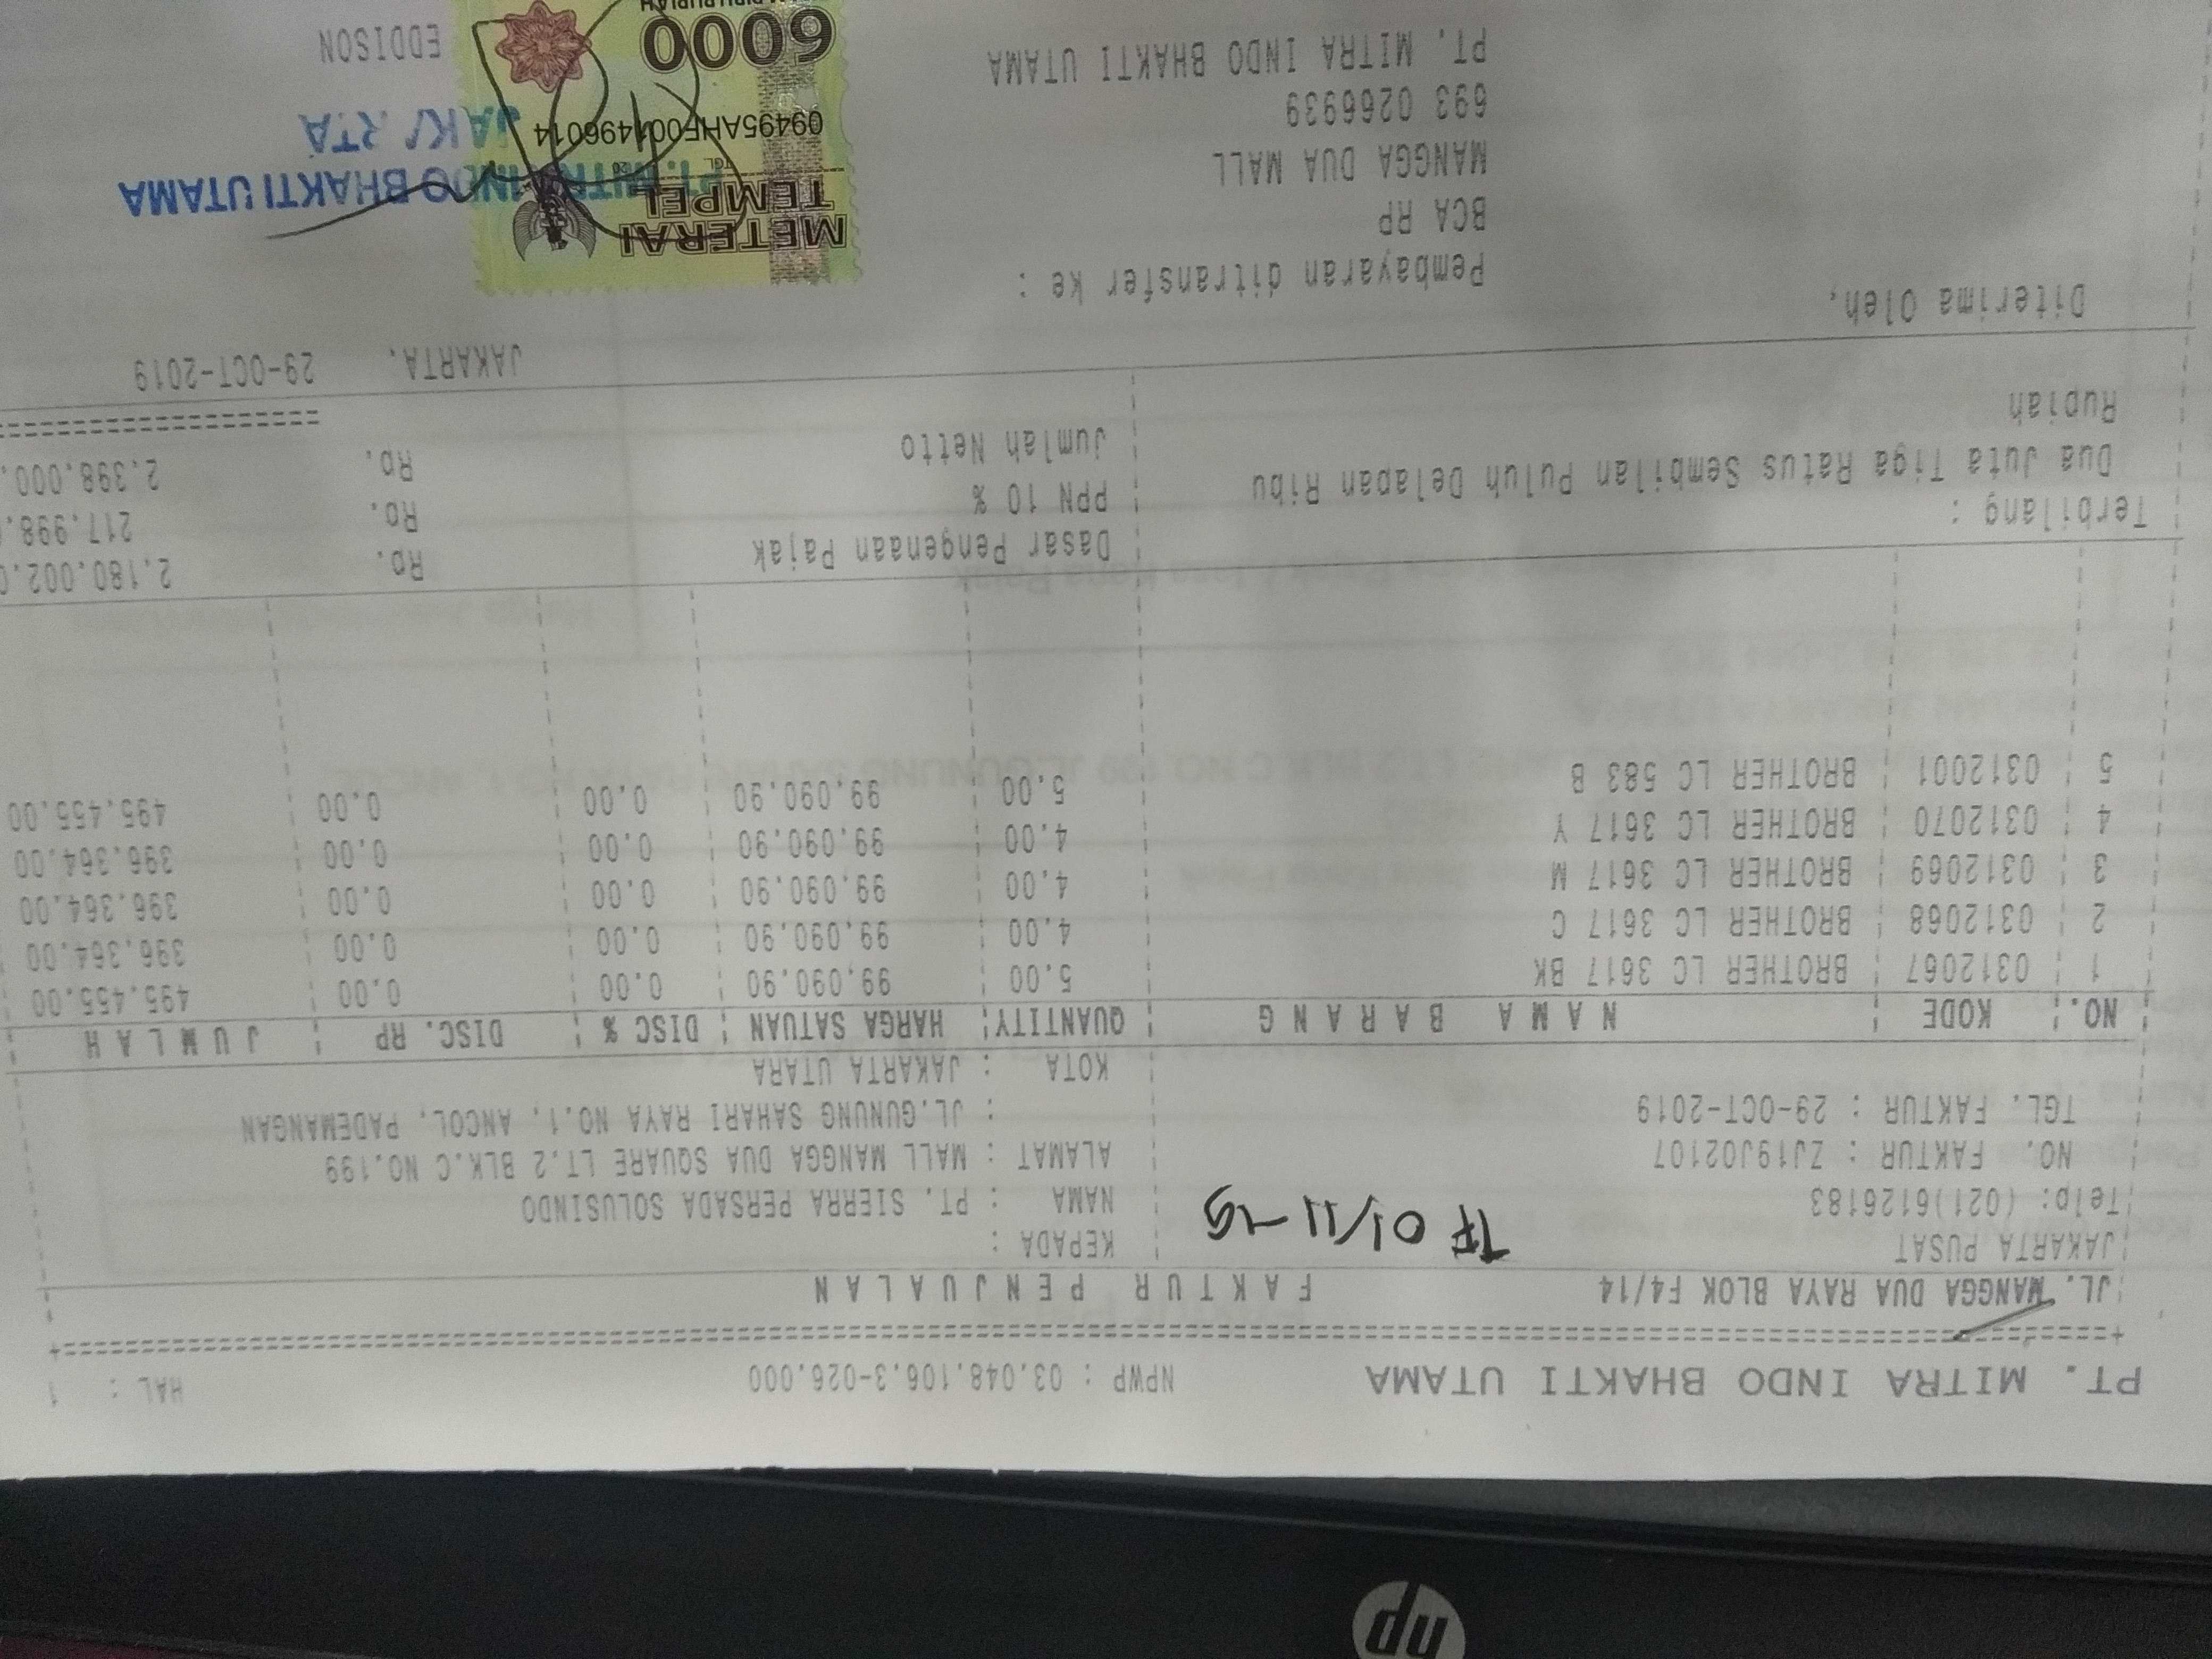 PT. MITRA INDO BHAKTI UTAMA NPWP : 03.048.106.3-026.000 HAL : 1
JL. MANGGA DUA RAYA BLOK F4/14 FAKTUR PENJUALAN
JAKARTA PUSAT TF 01/11-19 KEPADA :
Telp: (021)6126183 NAMA : PT. SIERRA PERSADA SOLUSINDO
NO. FAKTUR : ZJ19J02107 ALAMAT : MALL MANGGA DUA SQUARE LT.2 BLK.C NO.199
TGL. FAKTUR : 29-OCT-2019 : JL.GUNUNG SAHARI RAYA NO.1, ANCOL, PADEMANGAN
KOTA : JAKARTA UTARA
NO. KODE NAMA BARANG QUANTITY HARGA SATUAN DISC % DISC. RP JUMLAH
1 0312067 BROTHER LC 3617 BK 5.00 99,090.90 0.00 0.00 495.455.00
2 0312068 BROTHER LC 3617 C 4.00 99,090.90 0.00 0.00 396.364.00
3 0312069 BROTHER LC 3617 M 4.00 99,090.90 0.00 0.00 396.364.00
4 0312070 BROTHER LC 3617 Y 4.00 99,090.90 0.00 0.00 396.364.00
5 0312001 BROTHER LC 583 B 5.00 99,090.90 0.00 0.00 495.455.00
Terbilang : Dasar Pengenaan Pajak Rp. 2.180.002.0
Dua Juta Tiga Ratus Sembilan Puluh Delapan Ribu PPN 10 % Rp. 217.998.
Rupiah Jumlah Netto Rp. 2.398.000.
JAKARTA, 29-OCT-2019
Diterima Oleh, Pembayaran ditransfer ke :
BCA RP
MANGGA DUA MALL
693 0266939
PT. MITRA INDO BHAKTI UTAMA
METERAI
TEMPEL
TGL 20
09495AHF001496014
6000
PT. MITRA INDO BHAKTI UTAMA
JAKARTA
EDDISON
hp